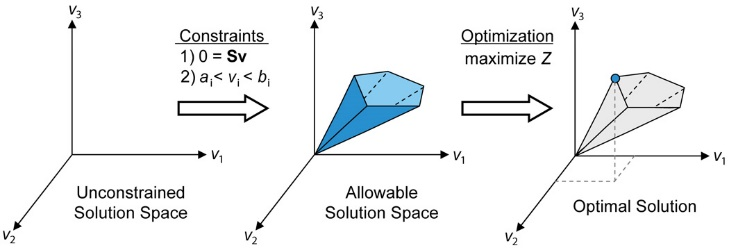 v3
v1
v2
Unconstrained
Solution Space
Constraints
1) 0 = Sv
2) ai < vi < bi
v3
v1
v2
Allowable
Solution Space
Optimization
maximize Z
v3
v1
v2
Optimal Solution